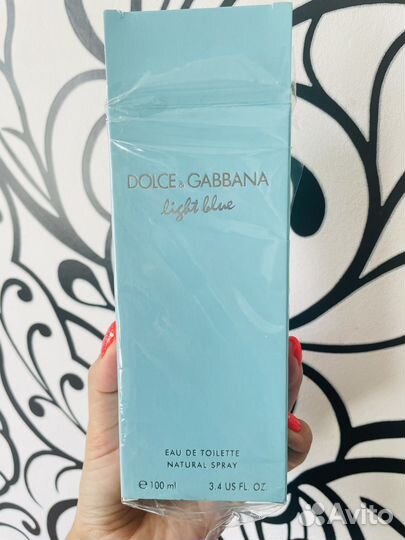 DOLCE & GABBANA
light blue
EAU DE TOILETTE
NATURAL SPRAY
℮ 100 ml 3.4 US FL. OZ.
Avito